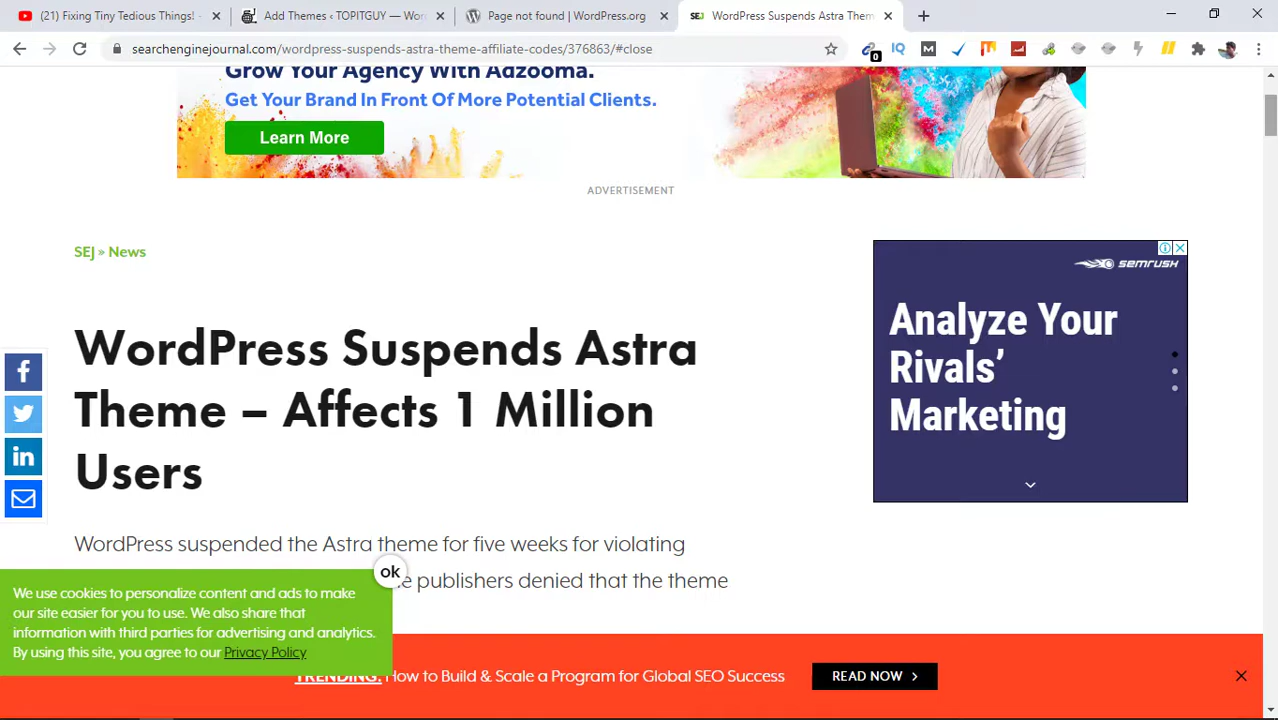 (21) Fixing Tiny Tedious Things! -
Add Themes ‹ TOPITGUY — Wor
Page not found | WordPress.org
SEJ WordPress Suspends Astra Them
searchenginejournal.com/wordpress-suspends-astra-theme-affiliate-codes/376863/#close
0
IQ
M
Grow Your Agency With Adzooma.
Get Your Brand In Front Of More Potential Clients.
Learn More
ADVERTISEMENT
SEJ » News
SEMRUSH
Analyze Your
Rivals'
Marketing
WordPress Suspends Astra
Theme – Affects 1 Million
Users
WordPress suspended the Astra theme for five weeks for violating
publishers denied that the theme
ok
We use cookies to personalize content and ads to make
our site easier for you to use. We also share that
information with third parties for advertising and analytics.
By using this site, you agree to our Privacy Policy
TRENDING: How to Build & Scale a Program for Global SEO Success
READ NOW